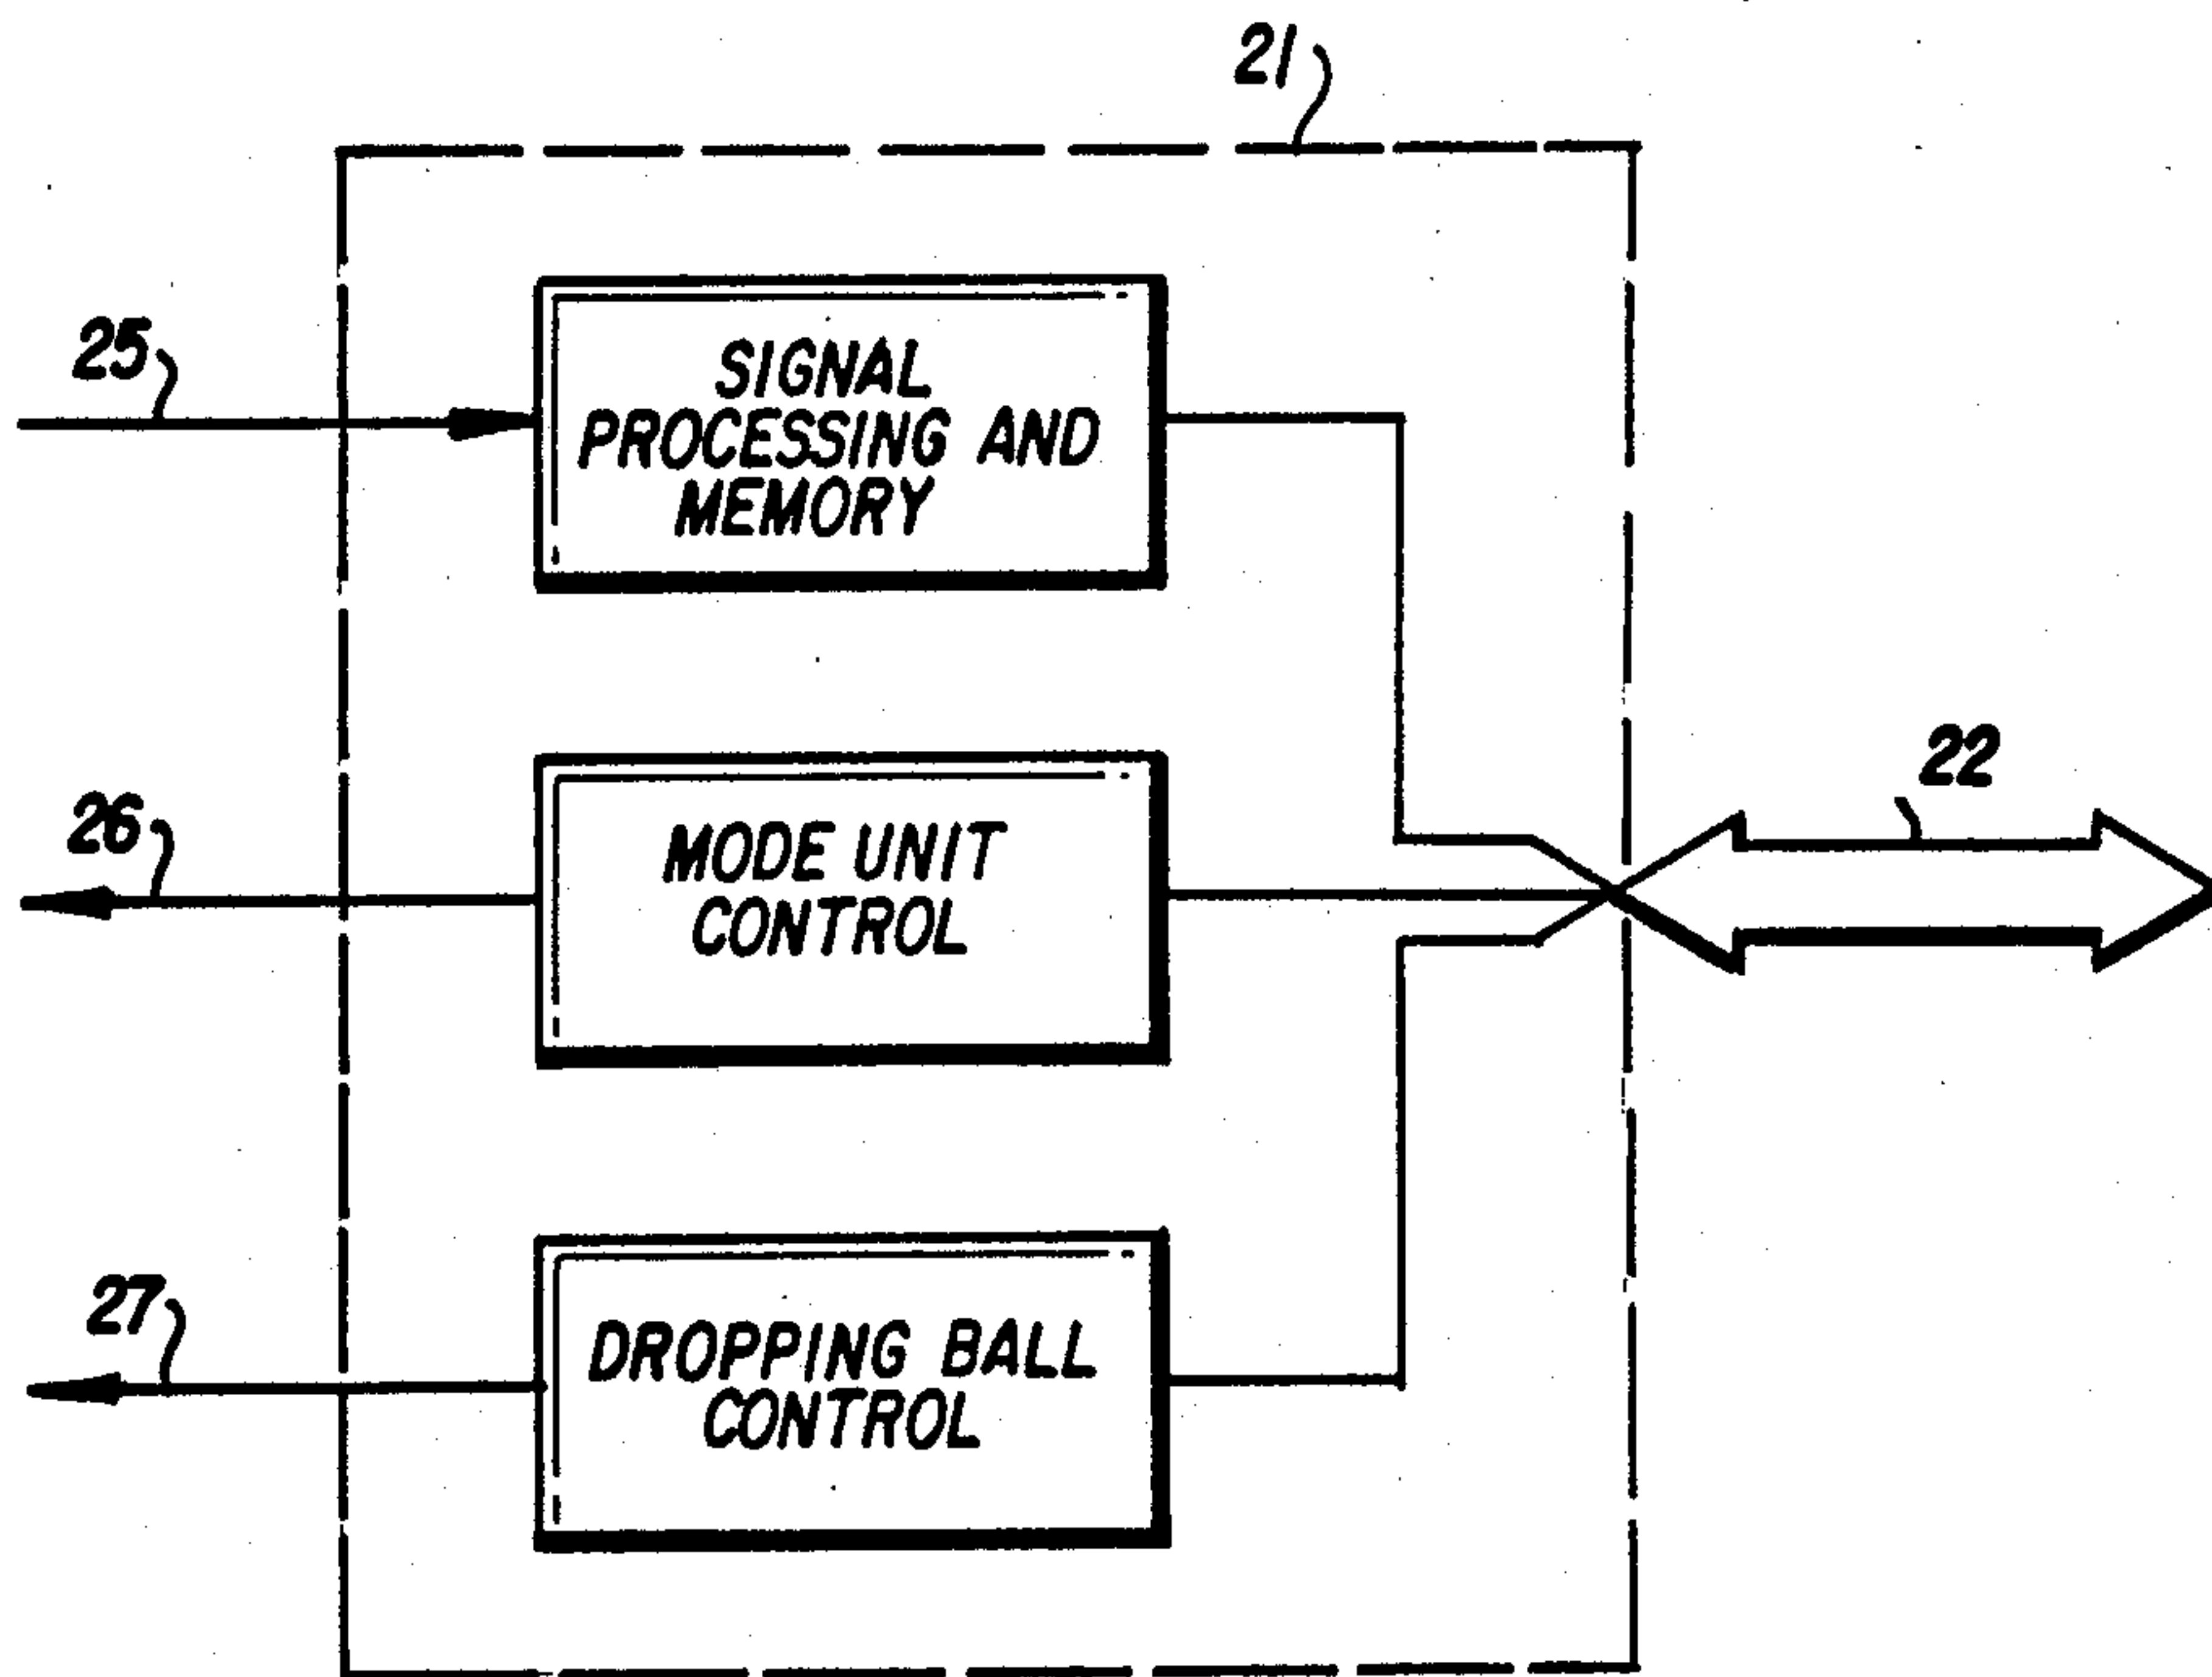 21
25
SIGNAL
PROCESSING AND
MEMORY
22
26
MODE UNIT
CONTROL
27
DROPPING BALL
CONTROL